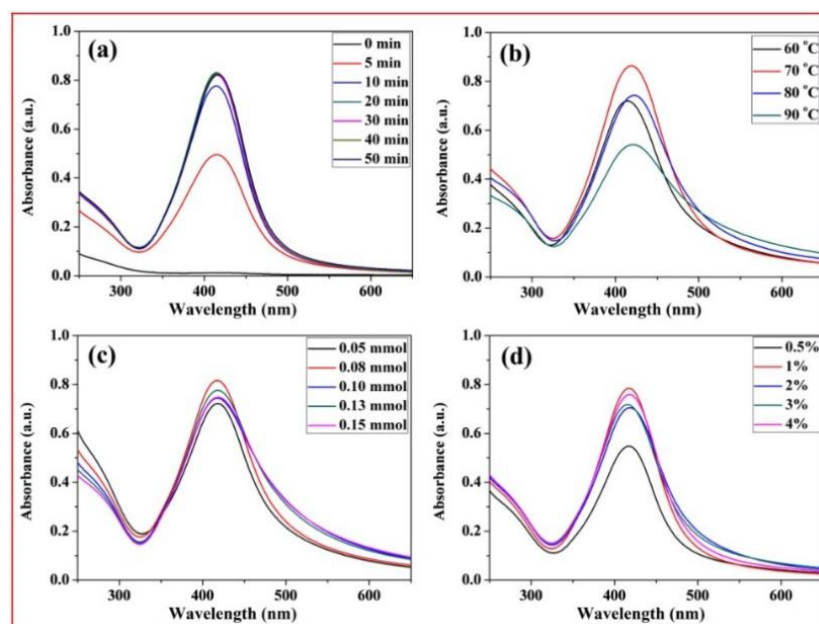 (a)
0 min
5 min
10 min
20 min
30 min
40 min
50 min
1.0
0.8
0.6
0.4
0.2
0.0
Absorbance (a.u.)
300 400 500 600
Wavelength (nm)
(b)
60 °C
70 °C
80 °C
90 °C
1.0
0.8
0.6
0.4
0.2
0.0
Absorbance (a.u.)
300 400 500 600
Wavelength (nm)
(c)
0.05 mmol
0.08 mmol
0.10 mmol
0.13 mmol
0.15 mmol
1.0
0.8
0.6
0.4
0.2
0.0
Absorbance (a.u.)
300 400 500 600
Wavelength (nm)
(d)
0.5%
1%
2%
3%
4%
1.0
0.8
0.6
0.4
0.2
0.0
Absorbance (a.u.)
300 400 500 600
Wavelength (nm)